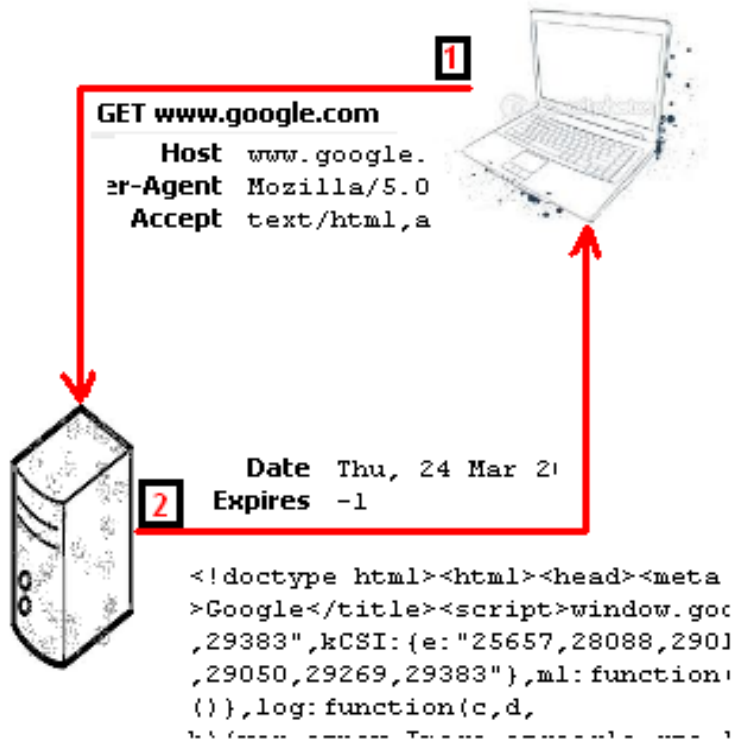 1
GET www.google.com
Host www.google.
er-Agent Mozilla/5.0
Accept text/html,a
Date Thu, 24 Mar 2
2
Expires -1
<!doctype html><html><head><meta
>Google</title><script>window.goo
,29383",kCSI:{e:"25657,28088,2901
,29050,29269,29383"},ml:function(
()},log:function(c,d,